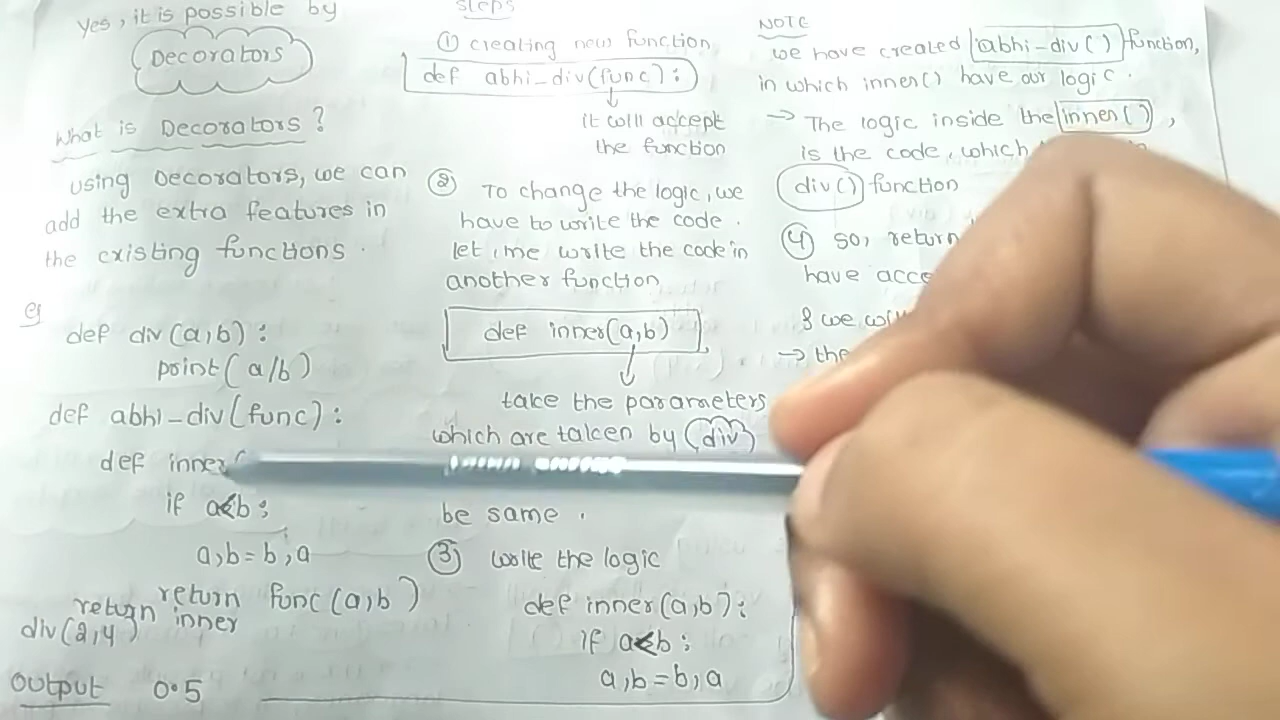 yes, it is possible by
Decorators
What is Decorators?
using Decorators, we can
add the extra features in
the existing functions.
Eg
def div(a,b):
print(a/b)
def abhi-div(func):
def inner(
if a<b:
a,b=b,a
return func(a,b)
return inner
div(2,4)
output 0.5
steps
① creating new function
def abhi-div(func):
it will accept
the function
② To change the logic, we
have to write the code.
let, me write the code in
another function
def inner(a,b)
take the parameters
which are taken by div
be same.
③ write the logic
def inner(a,b):
if a<b:
a,b=b,a
NOTE
we have created abhi-div() function,
in which inner() have our logic.
→ The logic inside the inner(),
is the code, which
div() function
④ so, return
have acce
& we
→ the